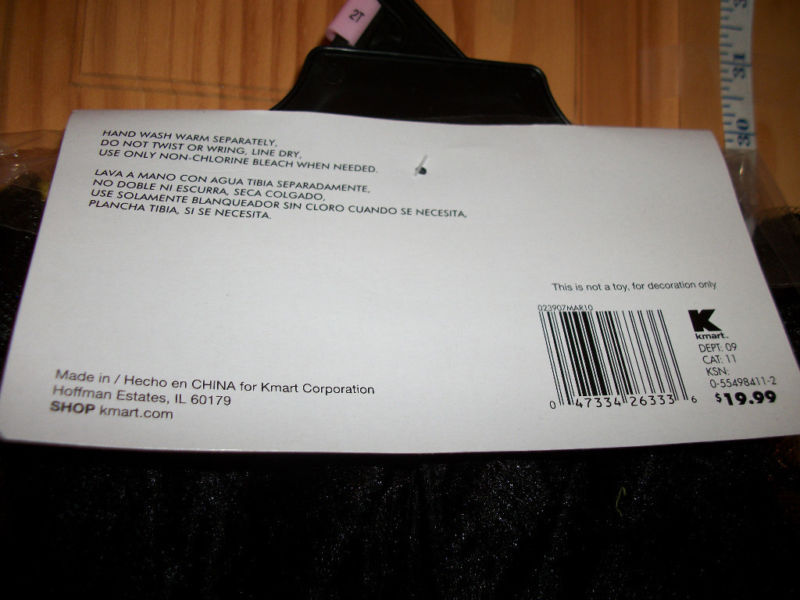 2T
HAND WASH WARM SEPARATELY,
DO NOT TWIST OR WRING, LINE DRY,
USE ONLY NON-CHLORINE BLEACH WHEN NEEDED.
LAVA A MANO CON AGUA TIBIA SEPARADAMENTE,
NO DOBLE NI ESCURRA, SECA COLGADO,
USE SOLAMENTE BLANQUEADOR SIN CLORO CUANDO SE NECESITA,
PLANCHA TIBIA, SI SE NECESITA.
This is not a toy, for decoration only
023907MAR10
0 47334 26333 6
K
kmart.
DEPT. 09
CAT. 11
KSN:
0-55498411-2
$19.99
Made in / Hecho en CHINA for Kmart Corporation
Hoffman Estates, IL 60179
SHOP kmart.com
30